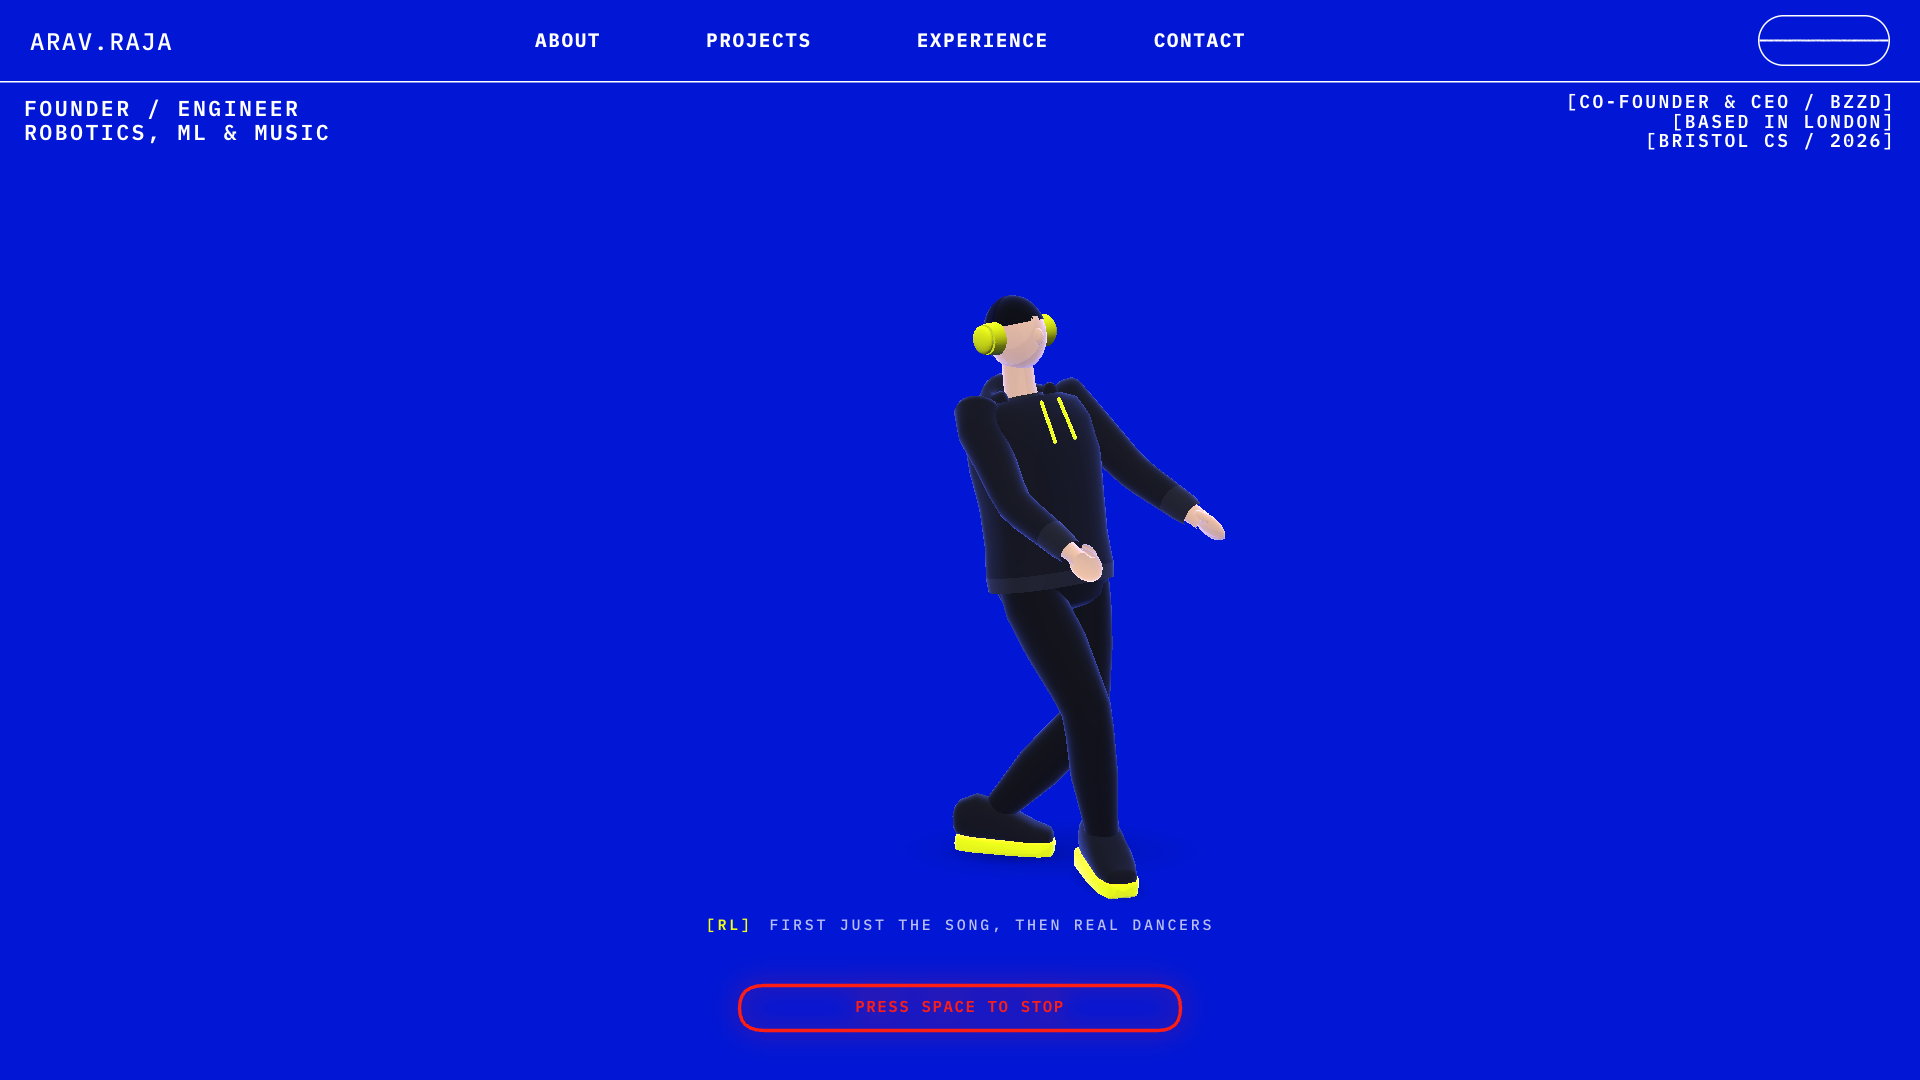 ARAV.RAJA
ABOUT
PROJECTS
EXPERIENCE
CONTACT
FOUNDER / ENGINEER
ROBOTICS, ML & MUSIC
[CO-FOUNDER & CEO / BZZD]
[BASED IN LONDON]
[BRISTOL CS / 2026]
[RL] FIRST JUST THE SONG, THEN REAL DANCERS
PRESS SPACE TO STOP